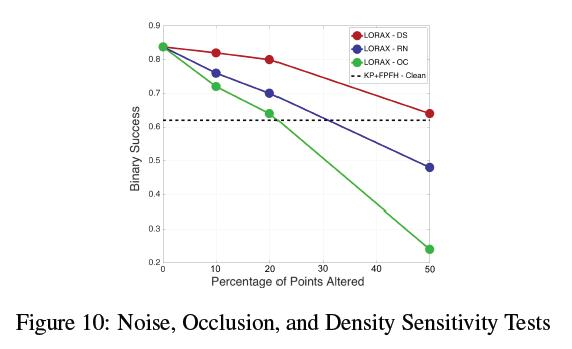 0.9
0.8
0.7
0.6
0.5
0.4
0.3
0.2
Binary Success
LORAX - DS
LORAX - RN
LORAX - OC
KP+FPFH - Clean
0 10 20 30 40 50
Percentage of Points Altered
Figure 10: Noise, Occlusion, and Density Sensitivity Tests